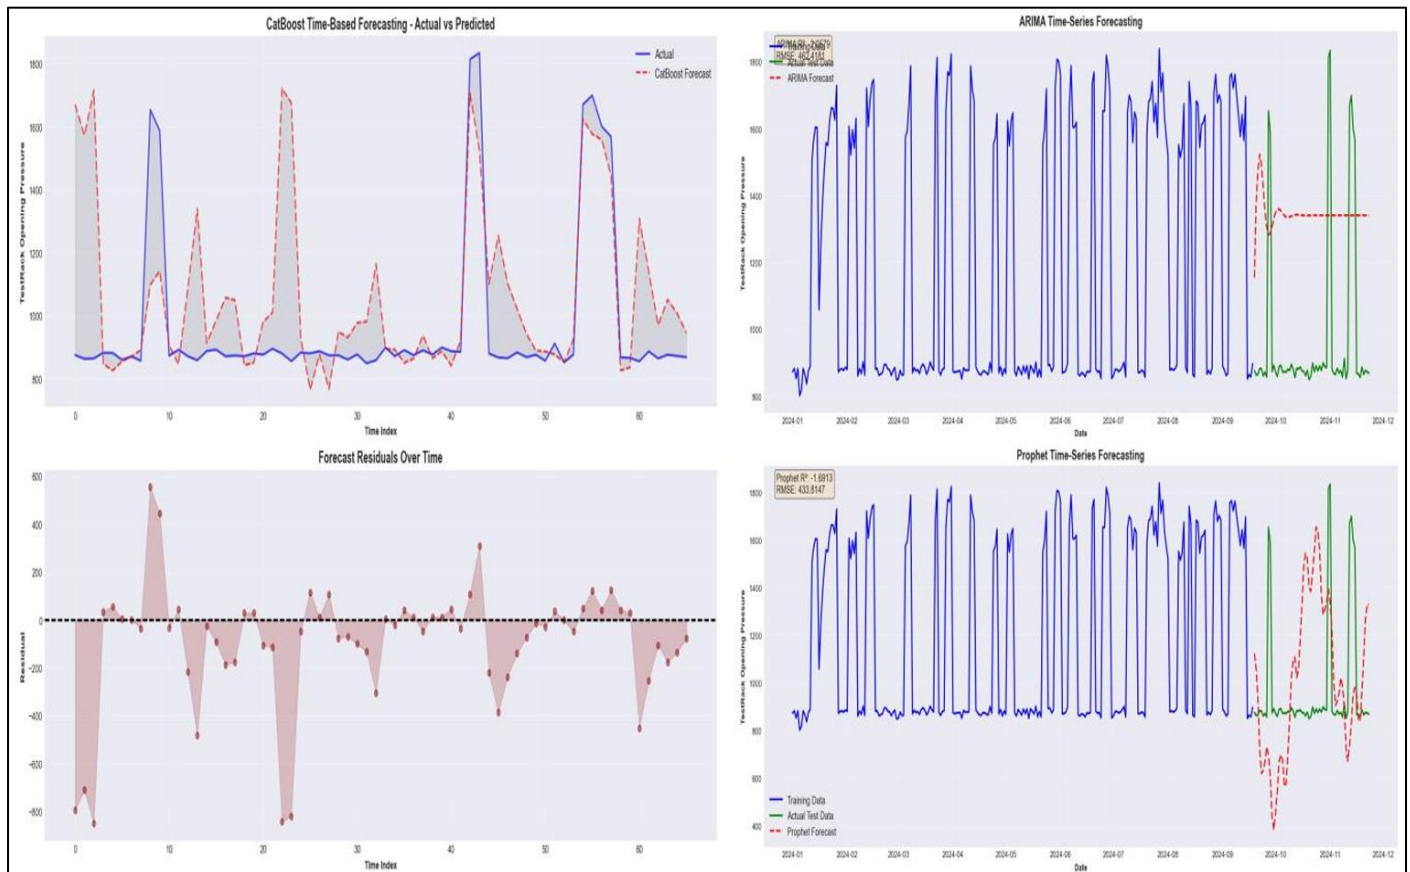 CatBoost Time-Based Forecasting - Actual vs Predicted
TestRack Opening Pressure
1800
1600
1400
1200
1000
800
Actual
CatBoost Forecast
0 10 20 30 40 50 60
Time Index
ARIMA Time-Series Forecasting
TestRack Opening Pressure
1800
1600
1400
1200
1000
800
Training Data
RMSE: 462.4181
Actual Test Data
ARIMA Forecast
2024-01 2024-02 2024-03 2024-04 2024-05 2024-06 2024-07 2024-08 2024-09 2024-10 2024-11 2024-12
Date
Forecast Residuals Over Time
Residual
600
400
200
0
−200
−400
−600
−800
0 10 20 30 40 50 60
Time Index
Prophet Time-Series Forecasting
Prophet R²: -1.6913
RMSE: 433.8147
TestRack Opening Pressure
1800
1600
1400
1200
1000
800
600
400
Training Data
Actual Test Data
Prophet Forecast
2024-01 2024-02 2024-03 2024-04 2024-05 2024-06 2024-07 2024-08 2024-09 2024-10 2024-11 2024-12
Date